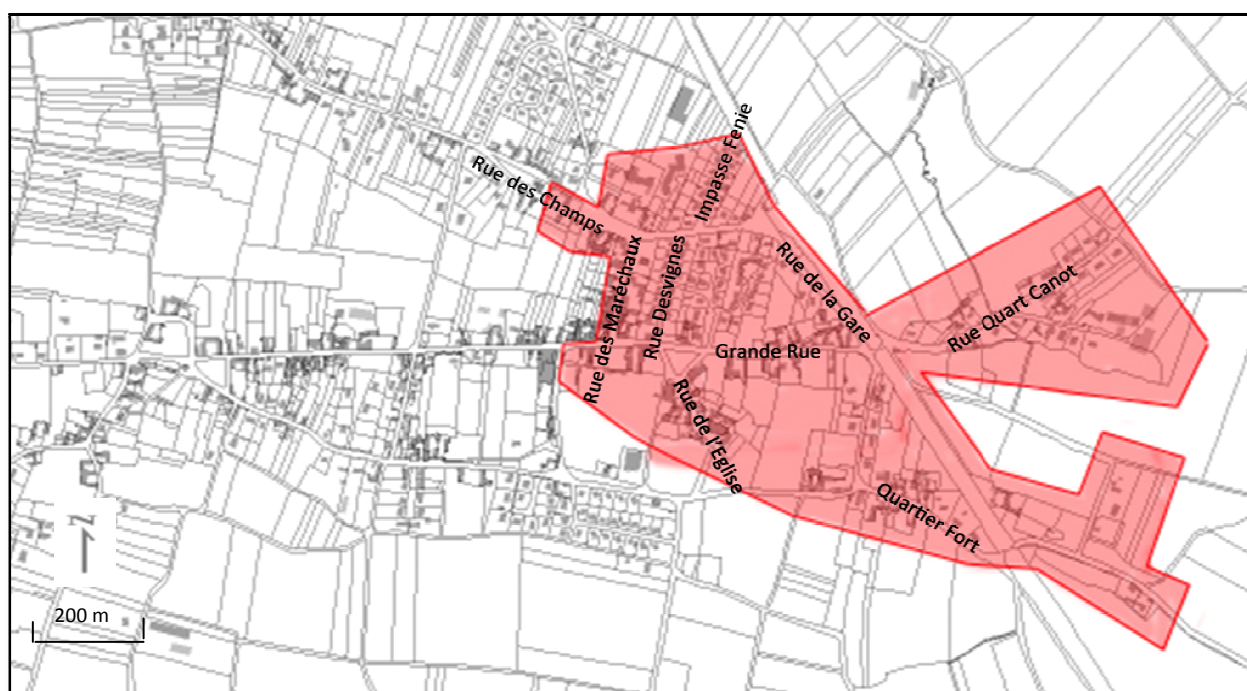 Impasse Fenie
Rue des Champs
Rue des Maréchaux
Rue Desvignes
Rue de la Gare
Rue Quart Canot
Grande Rue
Rue de l'Eglise
Quartier Fort
N
200 m